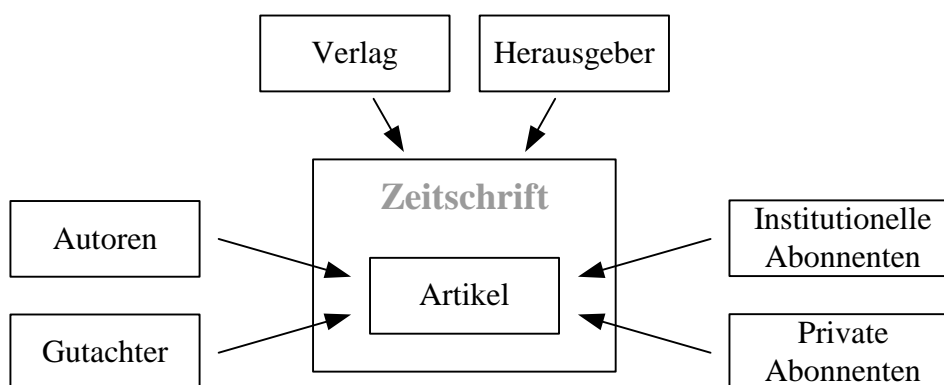 Verlag
Herausgeber
Zeitschrift
Autoren
Institutionelle
Abonnenten
Artikel
Gutachter
Private
Abonnenten